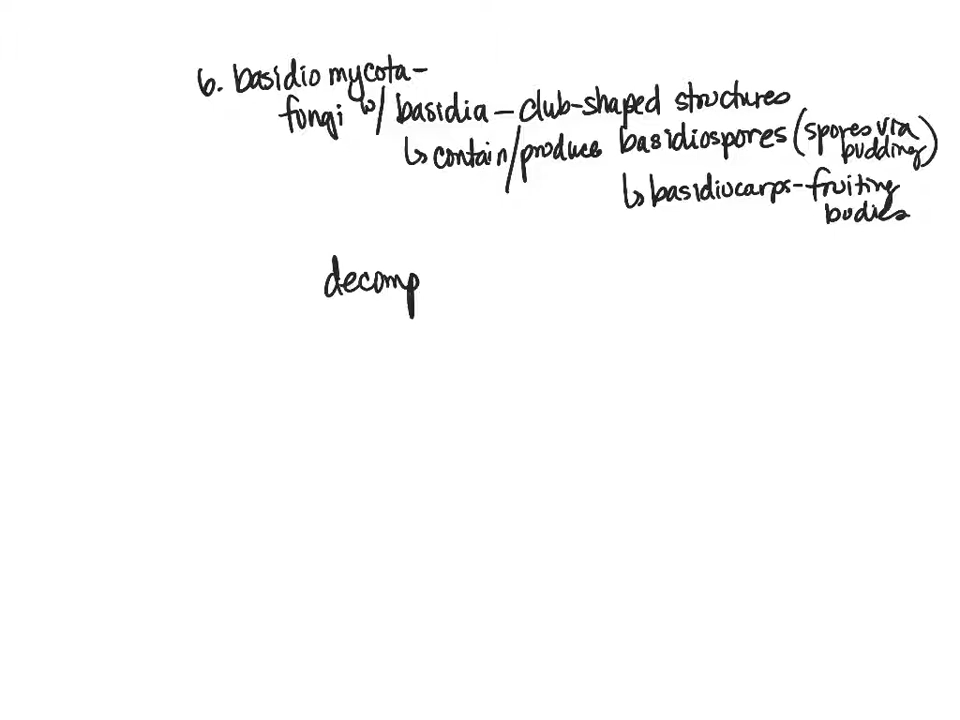 6. basidiomycota-
fungi w/ basidia - club-shaped structures
↳ contain/produce basidiospores (spores via
budding)
↳ basidiocarps-fruiting
bodies
decomp